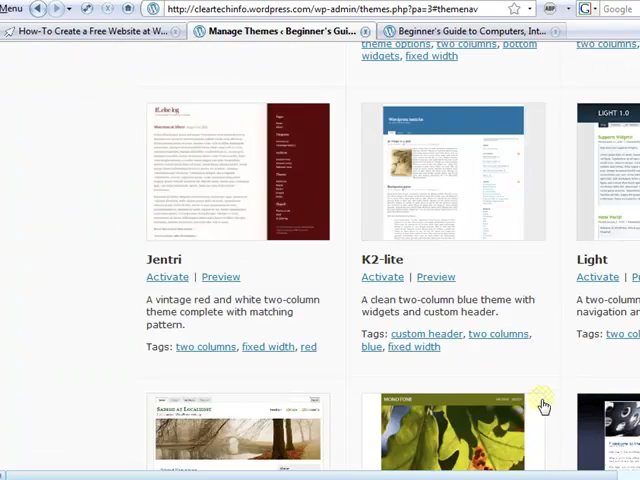 Menu
http://cleartechinfo.wordpress.com/wp-admin/themes.php?pa=3#themenav
ABP
G Google
How-To Create a Free Website at W...
Manage Themes ‹ Beginner's Gui...
Beginner's Guide to Computers, Int...
theme options, two columns, bottom
widgets, fixed width
two columns,
LIGHT 1.0
Jentri
Activate | Preview
A vintage red and white two-column
theme complete with matching
pattern.
Tags: two columns, fixed width, red
K2-lite
Activate | Preview
A clean two-column blue theme with
widgets and custom header.
Tags: custom header, two columns,
blue, fixed width
Light
Activate | P
A two-colum
navigation a
Tags: two co
MONOTONE